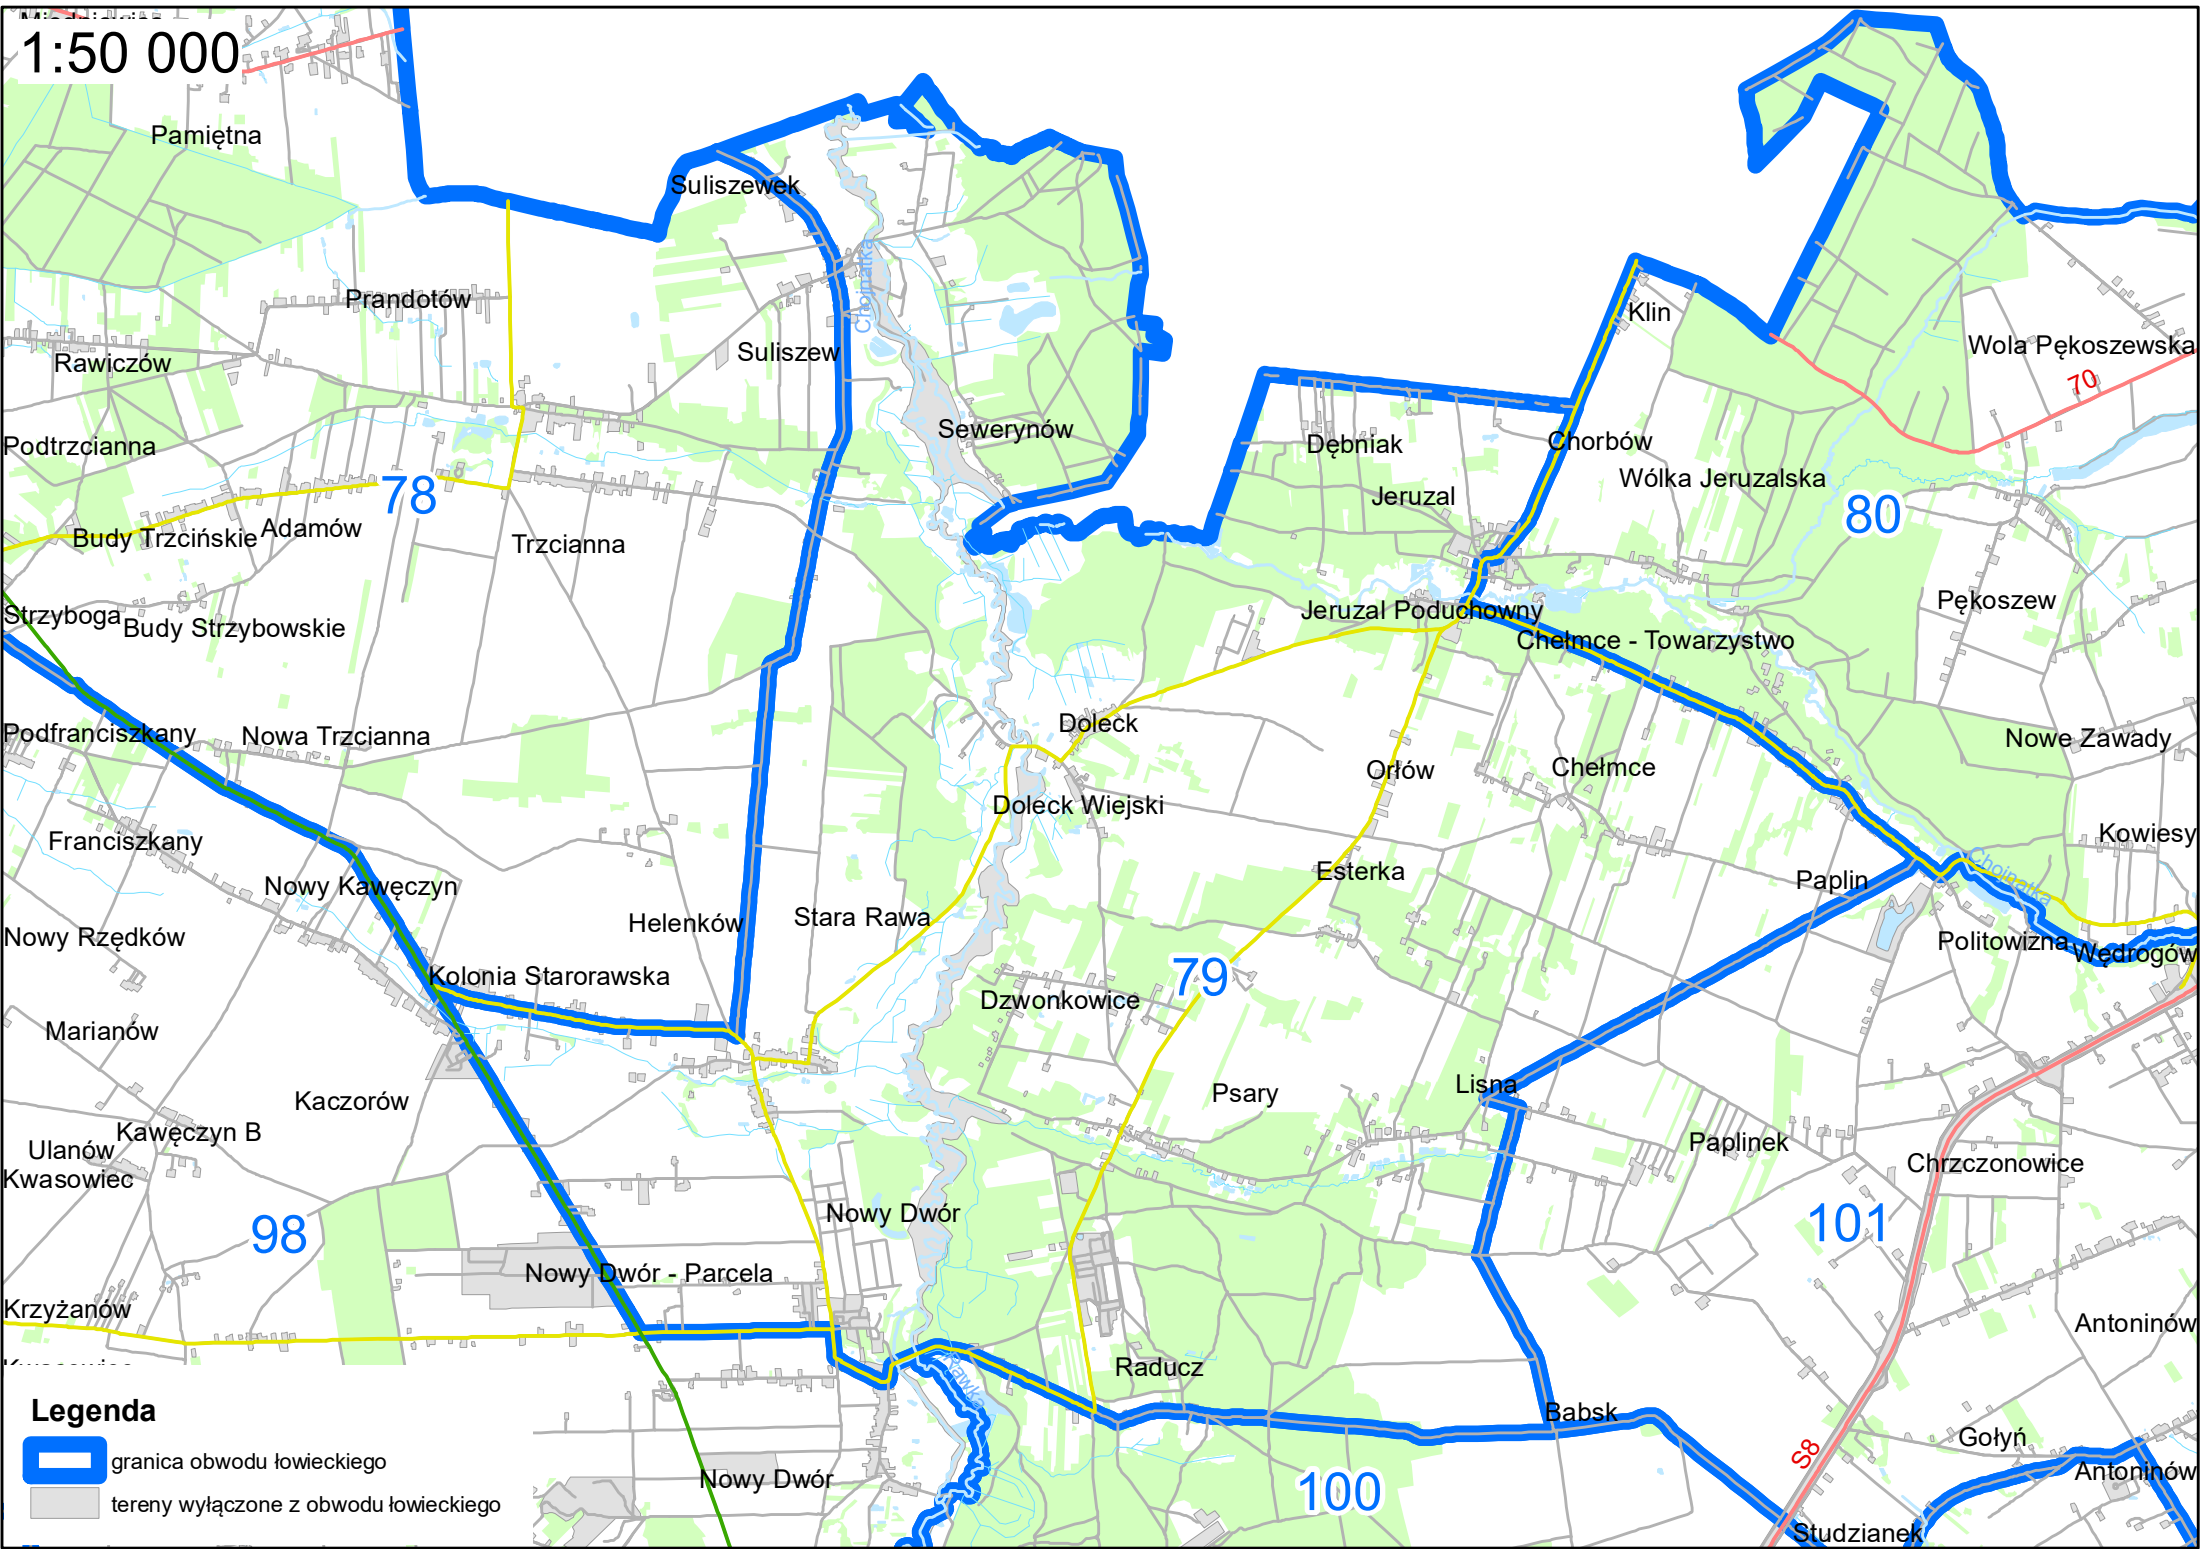 1:50 000
Pamiętna
Suliszewek
Chojnatka
Prandotów
Klin
Suliszew
Rawiczów
Wola Pękoszewska
70
Sewerynów
Dębniak
Chorbów
Podtrzcianna
Wólka Jeruzalska
78
Jeruzal
80
Budy Trzcińskie
Adamów
Trzcianna
Strzyboga
Budy Strzybowskie
Jeruzal Poduchowny
Pękoszew
Chełmce - Towarzystwo
Podfranciszkany
Nowa Trzcianna
Doleck
Nowe Zawady
Orłów
Chełmce
Doleck Wiejski
Franciszkany
Kowiesy
Nowy Kawęczyn
Esterka
Paplin
Chojnatka
Helenków
Stara Rawa
Nowy Rzędków
Politowizna
Wędrogów
Kolonia Starorawska
79
Dzwonkowice
Marianów
Kaczorów
Psary
Lisna
Kawęczyn B
Ulanów
Kwasowiec
Paplinek
Chrzczonowice
98
Nowy Dwór
101
Nowy Dwór - Parcela
Krzyżanów
Antoninów
Raducz
Rawka
Babsk
Legenda
granica obwodu łowieckiego
tereny wyłączone z obwodu łowieckiego
Nowy Dwór
100
S8
Gołyń
Antoninów
Studzianek